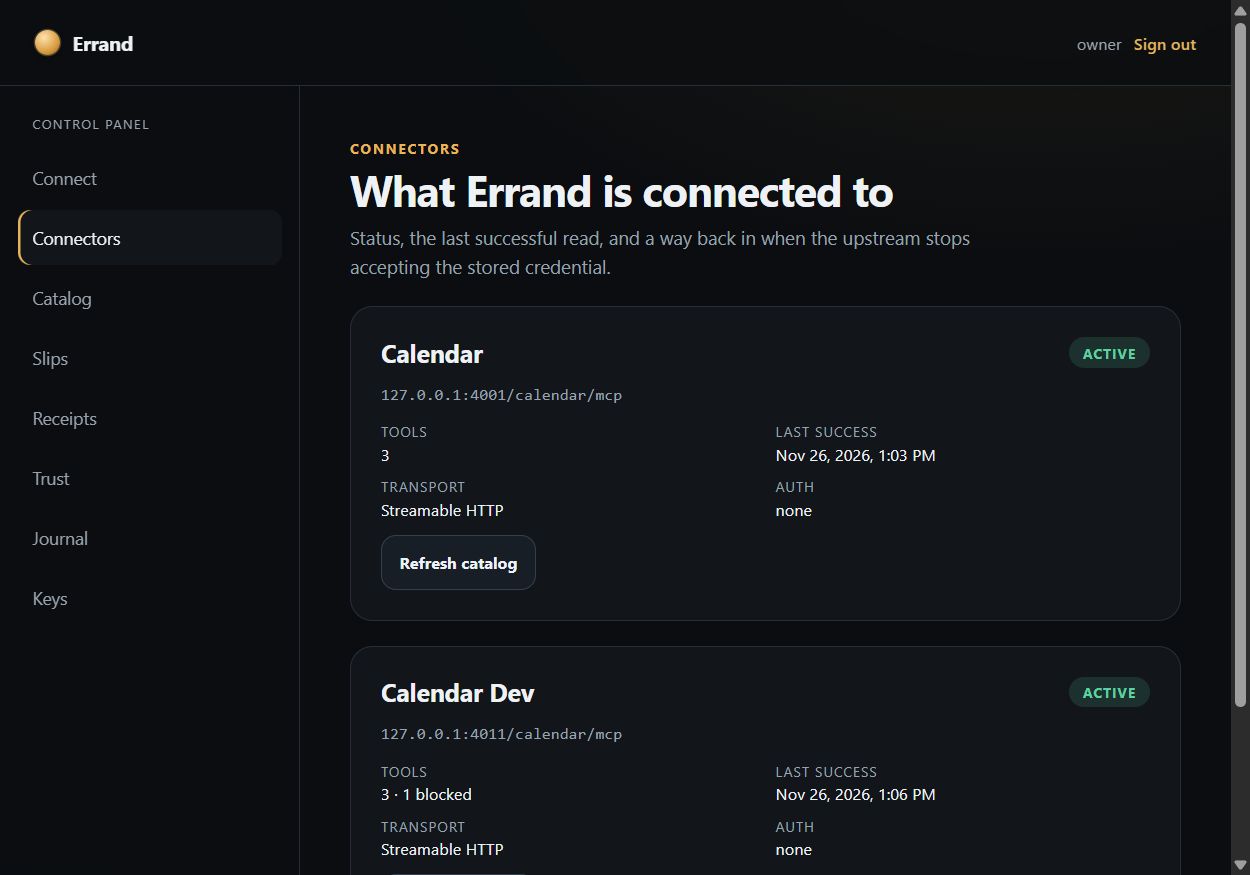 Errand
owner Sign out
CONTROL PANEL
Connect
Connectors
Catalog
Slips
Receipts
Trust
Journal
Keys
CONNECTORS
What Errand is connected to
Status, the last successful read, and a way back in when the upstream stops
accepting the stored credential.
Calendar
ACTIVE
127.0.0.1:4001/calendar/mcp
TOOLS
3
LAST SUCCESS
Nov 26, 2026, 1:03 PM
TRANSPORT
Streamable HTTP
AUTH
none
Refresh catalog
Calendar Dev
ACTIVE
127.0.0.1:4011/calendar/mcp
TOOLS
3 · 1 blocked
LAST SUCCESS
Nov 26, 2026, 1:06 PM
TRANSPORT
Streamable HTTP
AUTH
none